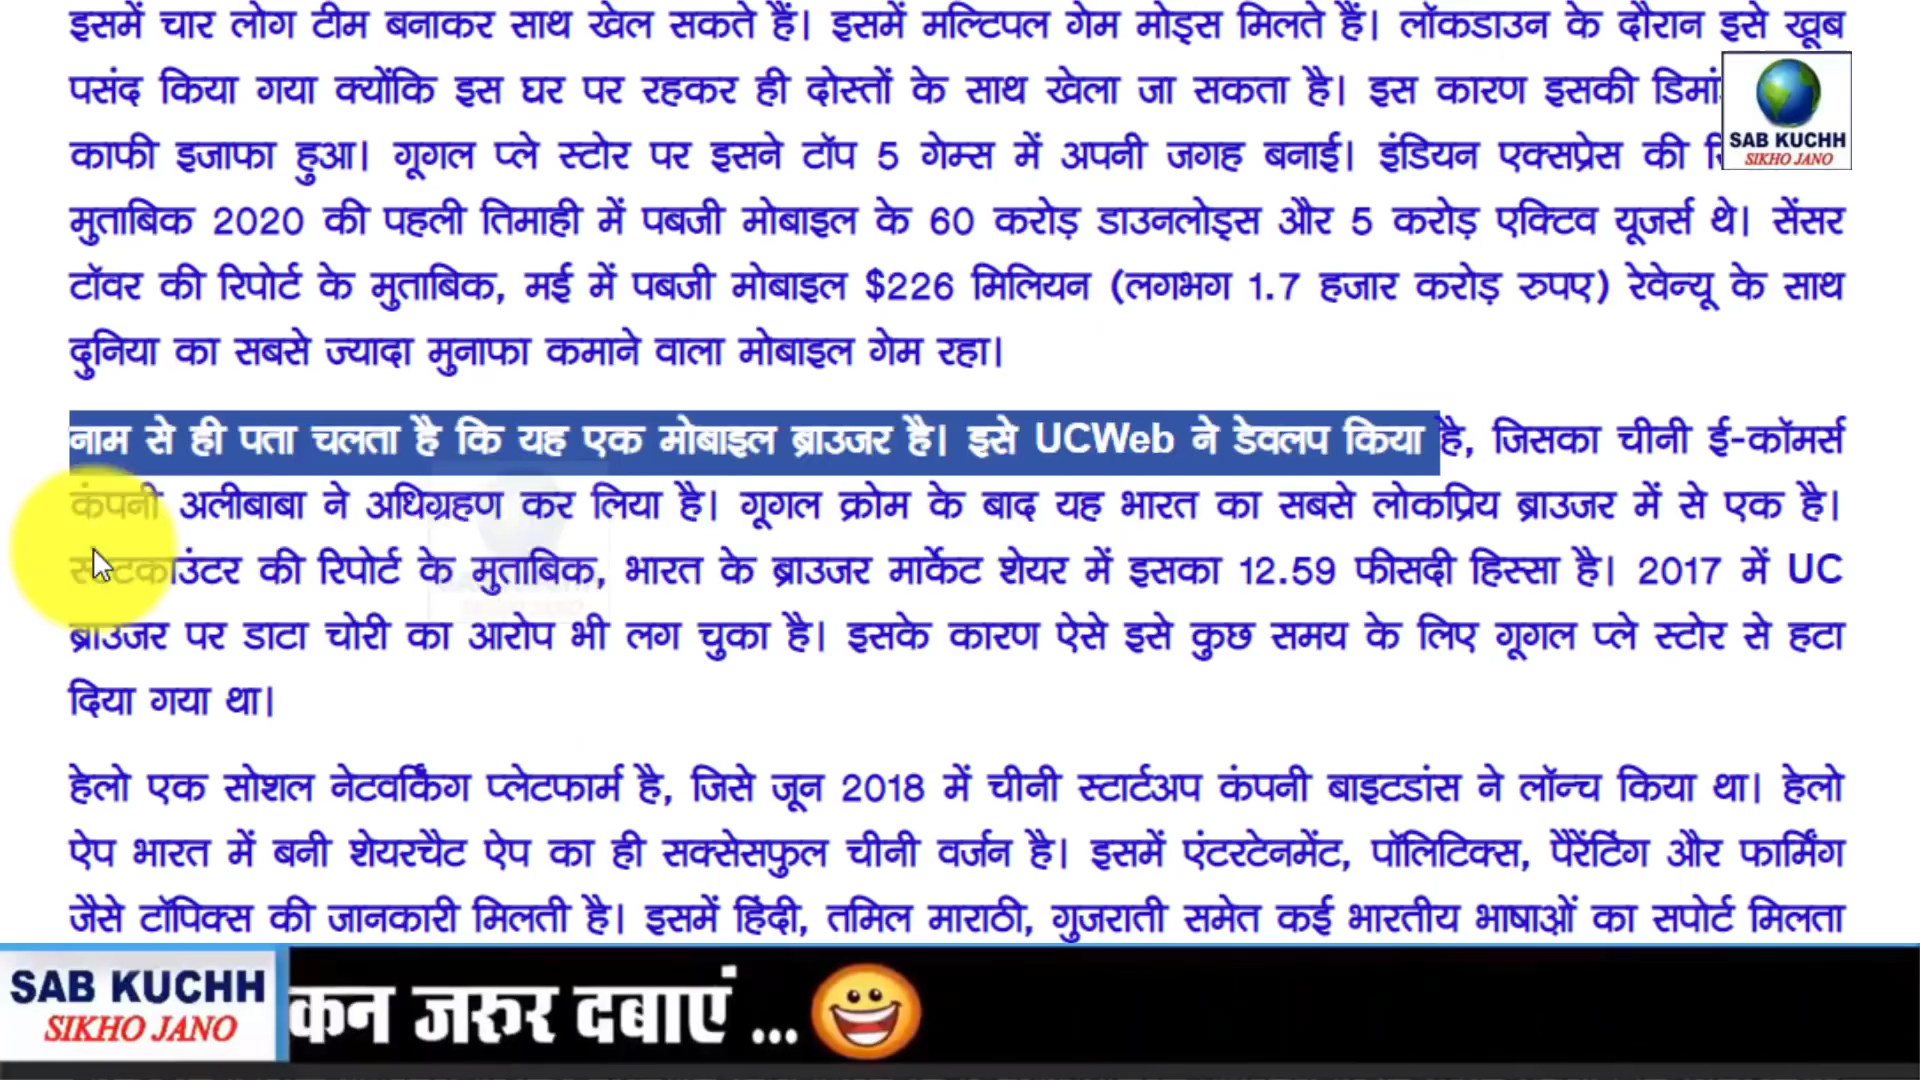 इसमें चार लोग टीम बनाकर साथ खेल सकते हैं। इसमें मल्टिपल गेम मोड्स मिलते हैं। लॉकडाउन के दौरान इसे खूब
पसंद किया गया क्योंकि इस घर पर रहकर ही दोस्तों के साथ खेला जा सकता है। इस कारण इसकी
काफी इजाफा हुआ। गूगल प्ले स्टोर पर इसने टॉप 5 गेम्स में अपनी जगह बनाई। इंडियन एक्सप्रेस की
मुताबिक 2020 की पहली तिमाही में पबजी मोबाइल के 60 करोड़ डाउनलोड्स और 5 करोड़ एक्टिव यूजर्स थे। सेंसर
टॉवर की रिपोर्ट के मुताबिक, मई में पबजी मोबाइल $226 मिलियन (लगभग 1.7 हजार करोड़ रुपए) रेवेन्यू के साथ
दुनिया का सबसे ज्यादा मुनाफा कमाने वाला मोबाइल गेम रहा।
नाम से ही पता चलता है कि यह एक मोबाइल ब्राउजर है। इसे UCWeb ने डेवलप किया है, जिसका चीनी ई-कॉमर्स
कंपनी अलीबाबा ने अधिग्रहण कर लिया है। गूगल क्रोम के बाद यह भारत का सबसे लोकप्रिय ब्राउजर में से एक है।
की रिपोर्ट के मुताबिक, भारत के ब्राउजर मार्केट शेयर में इसका 12.59 फीसदी हिस्सा है। 2017 में UC
ब्राउजर पर डाटा चोरी का आरोप भी लग चुका है। इसके कारण ऐसे इसे कुछ समय के लिए गूगल प्ले स्टोर से हटा
दिया गया था।
हेलो एक सोशल नेटवर्किंग प्लेटफार्म है, जिसे जून 2018 में चीनी स्टार्टअप कंपनी बाइटडांस ने लॉन्च किया था। हेलो
ऐप भारत में बनी शेयरचैट ऐप का ही सक्सेसफुल चीनी वर्जन है। इसमें एंटरटेनमेंट, पॉलिटिक्स, पैरेंटिंग और फार्मिंग
जैसे टॉपिक्स की जानकारी मिलती है। इसमें हिंदी, तमिल माराठी, गुजराती समेत कई भारतीय भाषाओं का सपोर्ट मिलता
SAB KUCHH
SIKHO JANO
SAB KUCHH
SIKHO JANO
कन जरूर दबाएं ...